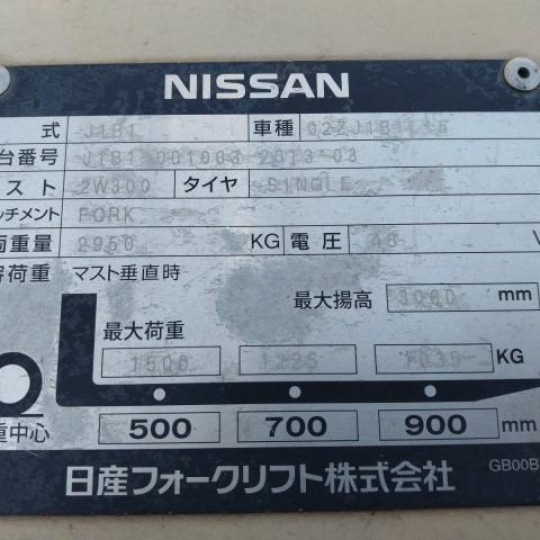 NISSAN
式 J1B1 車種 02ZJ1B1L15
台番号 J1B1 001003 2013-03
スト 2W300 タイヤ SINGLE
ッチメント FORK
両重量 2950 KG 電圧 48 V
容荷重 マスト垂直時
最大揚高 3000 mm
最大荷重
1500 1225 1035 KG
重中心 500 700 900 mm
日産フォークリフト株式会社 GB00B